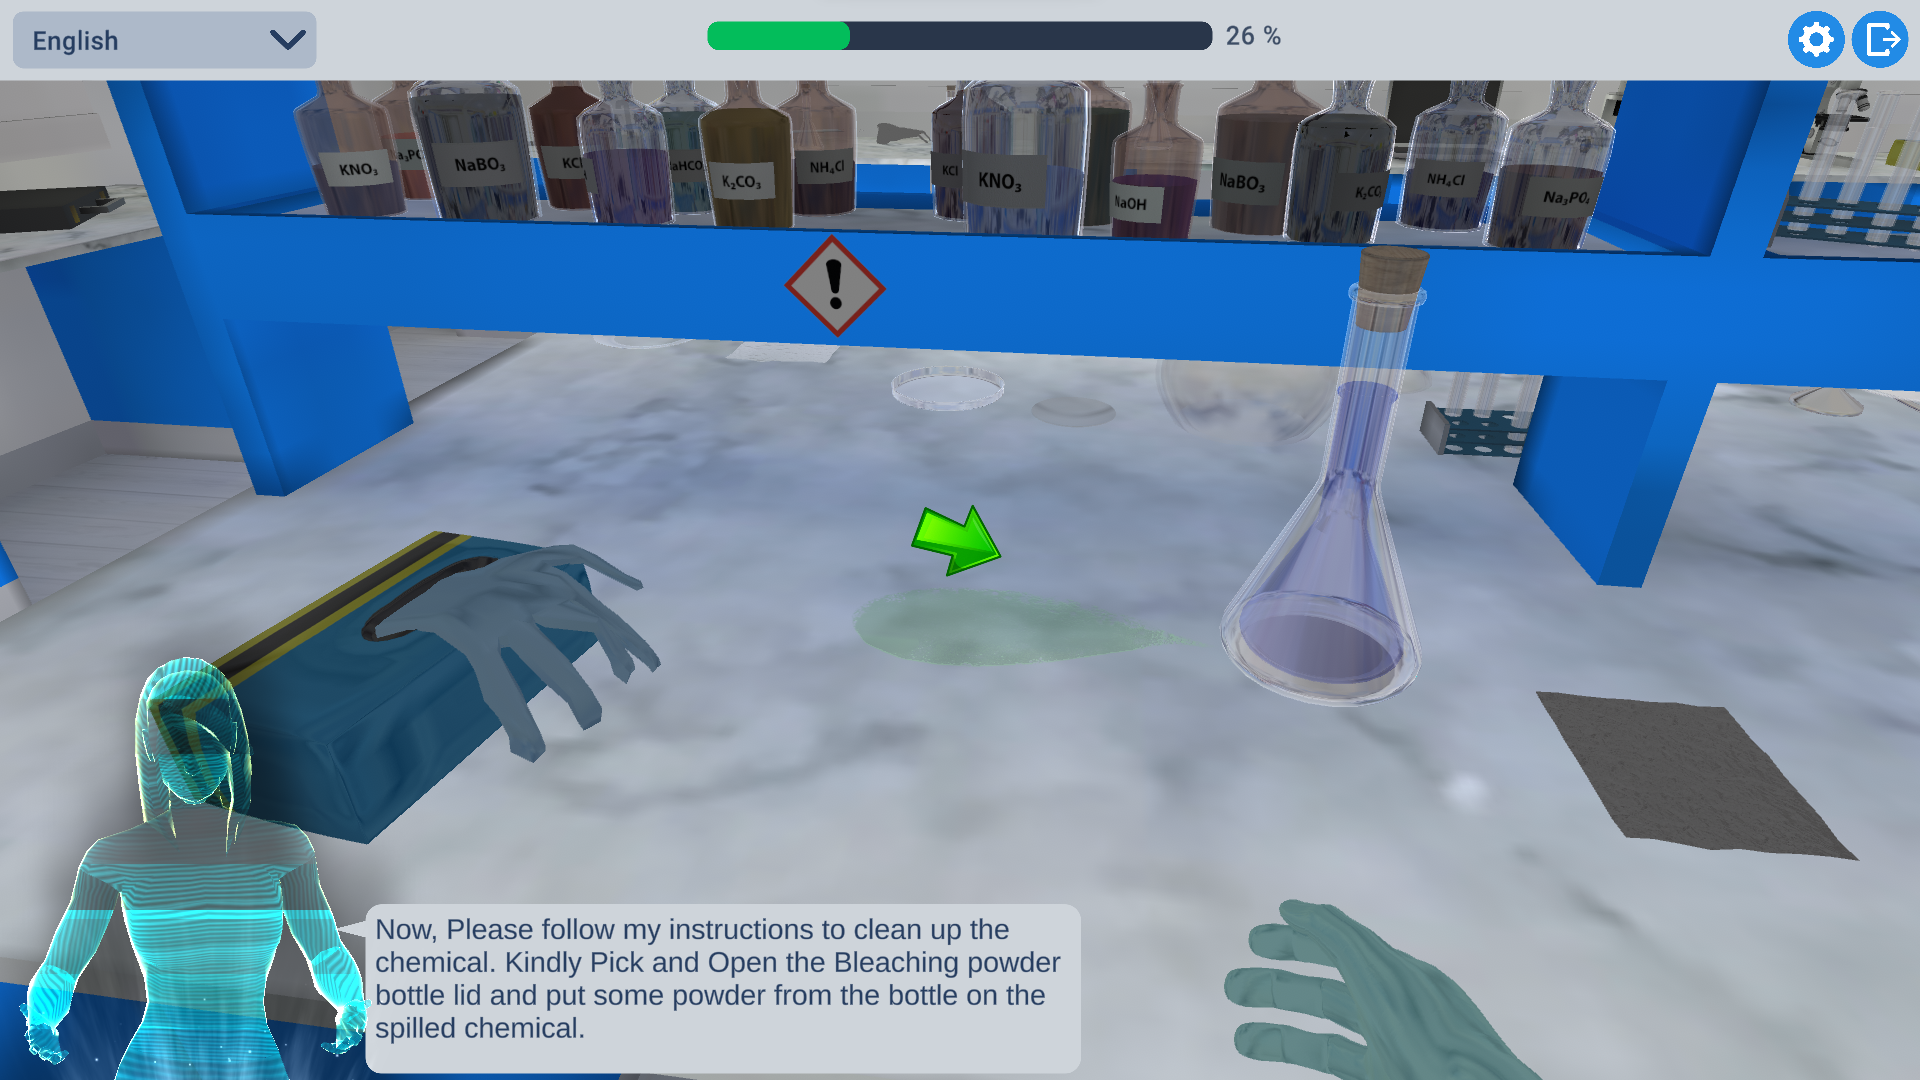 English
26 %
KNO₃
NaBO₃
KCl
K₂CO₃
NH₄Cl
KCl
KNO₃
NaOH
NaBO₃
NH₄Cl
Now, Please follow my instructions to clean up the
chemical. Kindly Pick and Open the Bleaching powder
bottle lid and put some powder from the bottle on the
spilled chemical.